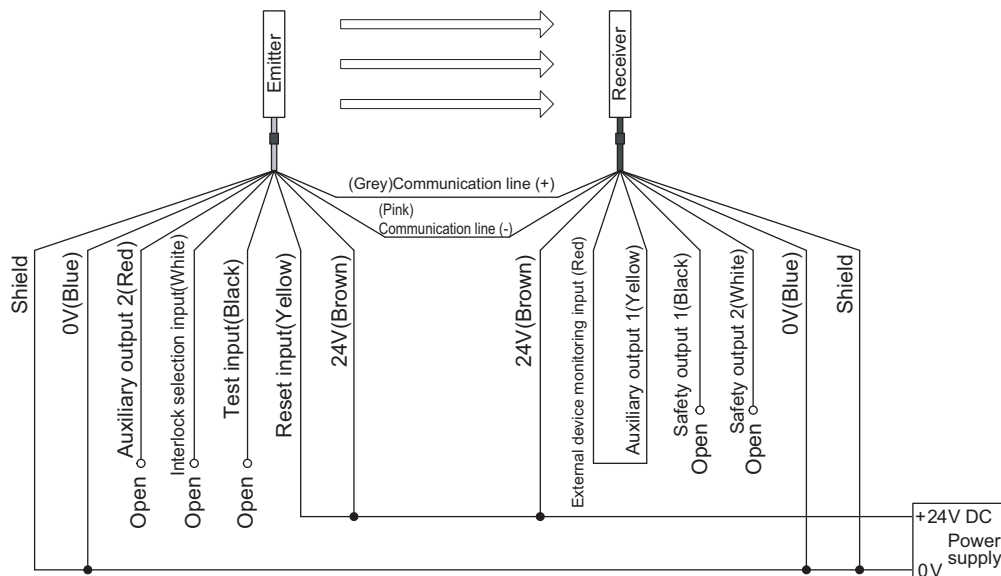 Emitter
Receiver
(Grey)Communication line (+)
(Pink)
Communication line (-)
Shield
0V(Blue)
Auxiliary output 2(Red)
Open
Interlock selection input(White)
Open
Test input(Black)
Open
Reset input(Yellow)
24V(Brown)
24V(Brown)
External device monitoring input (Red)
Auxiliary output 1(Yellow)
Safety output 1(Black)
Open
Safety output 2(White)
Open
0V(Blue)
Shield
+24V DC
Power
supply
0V